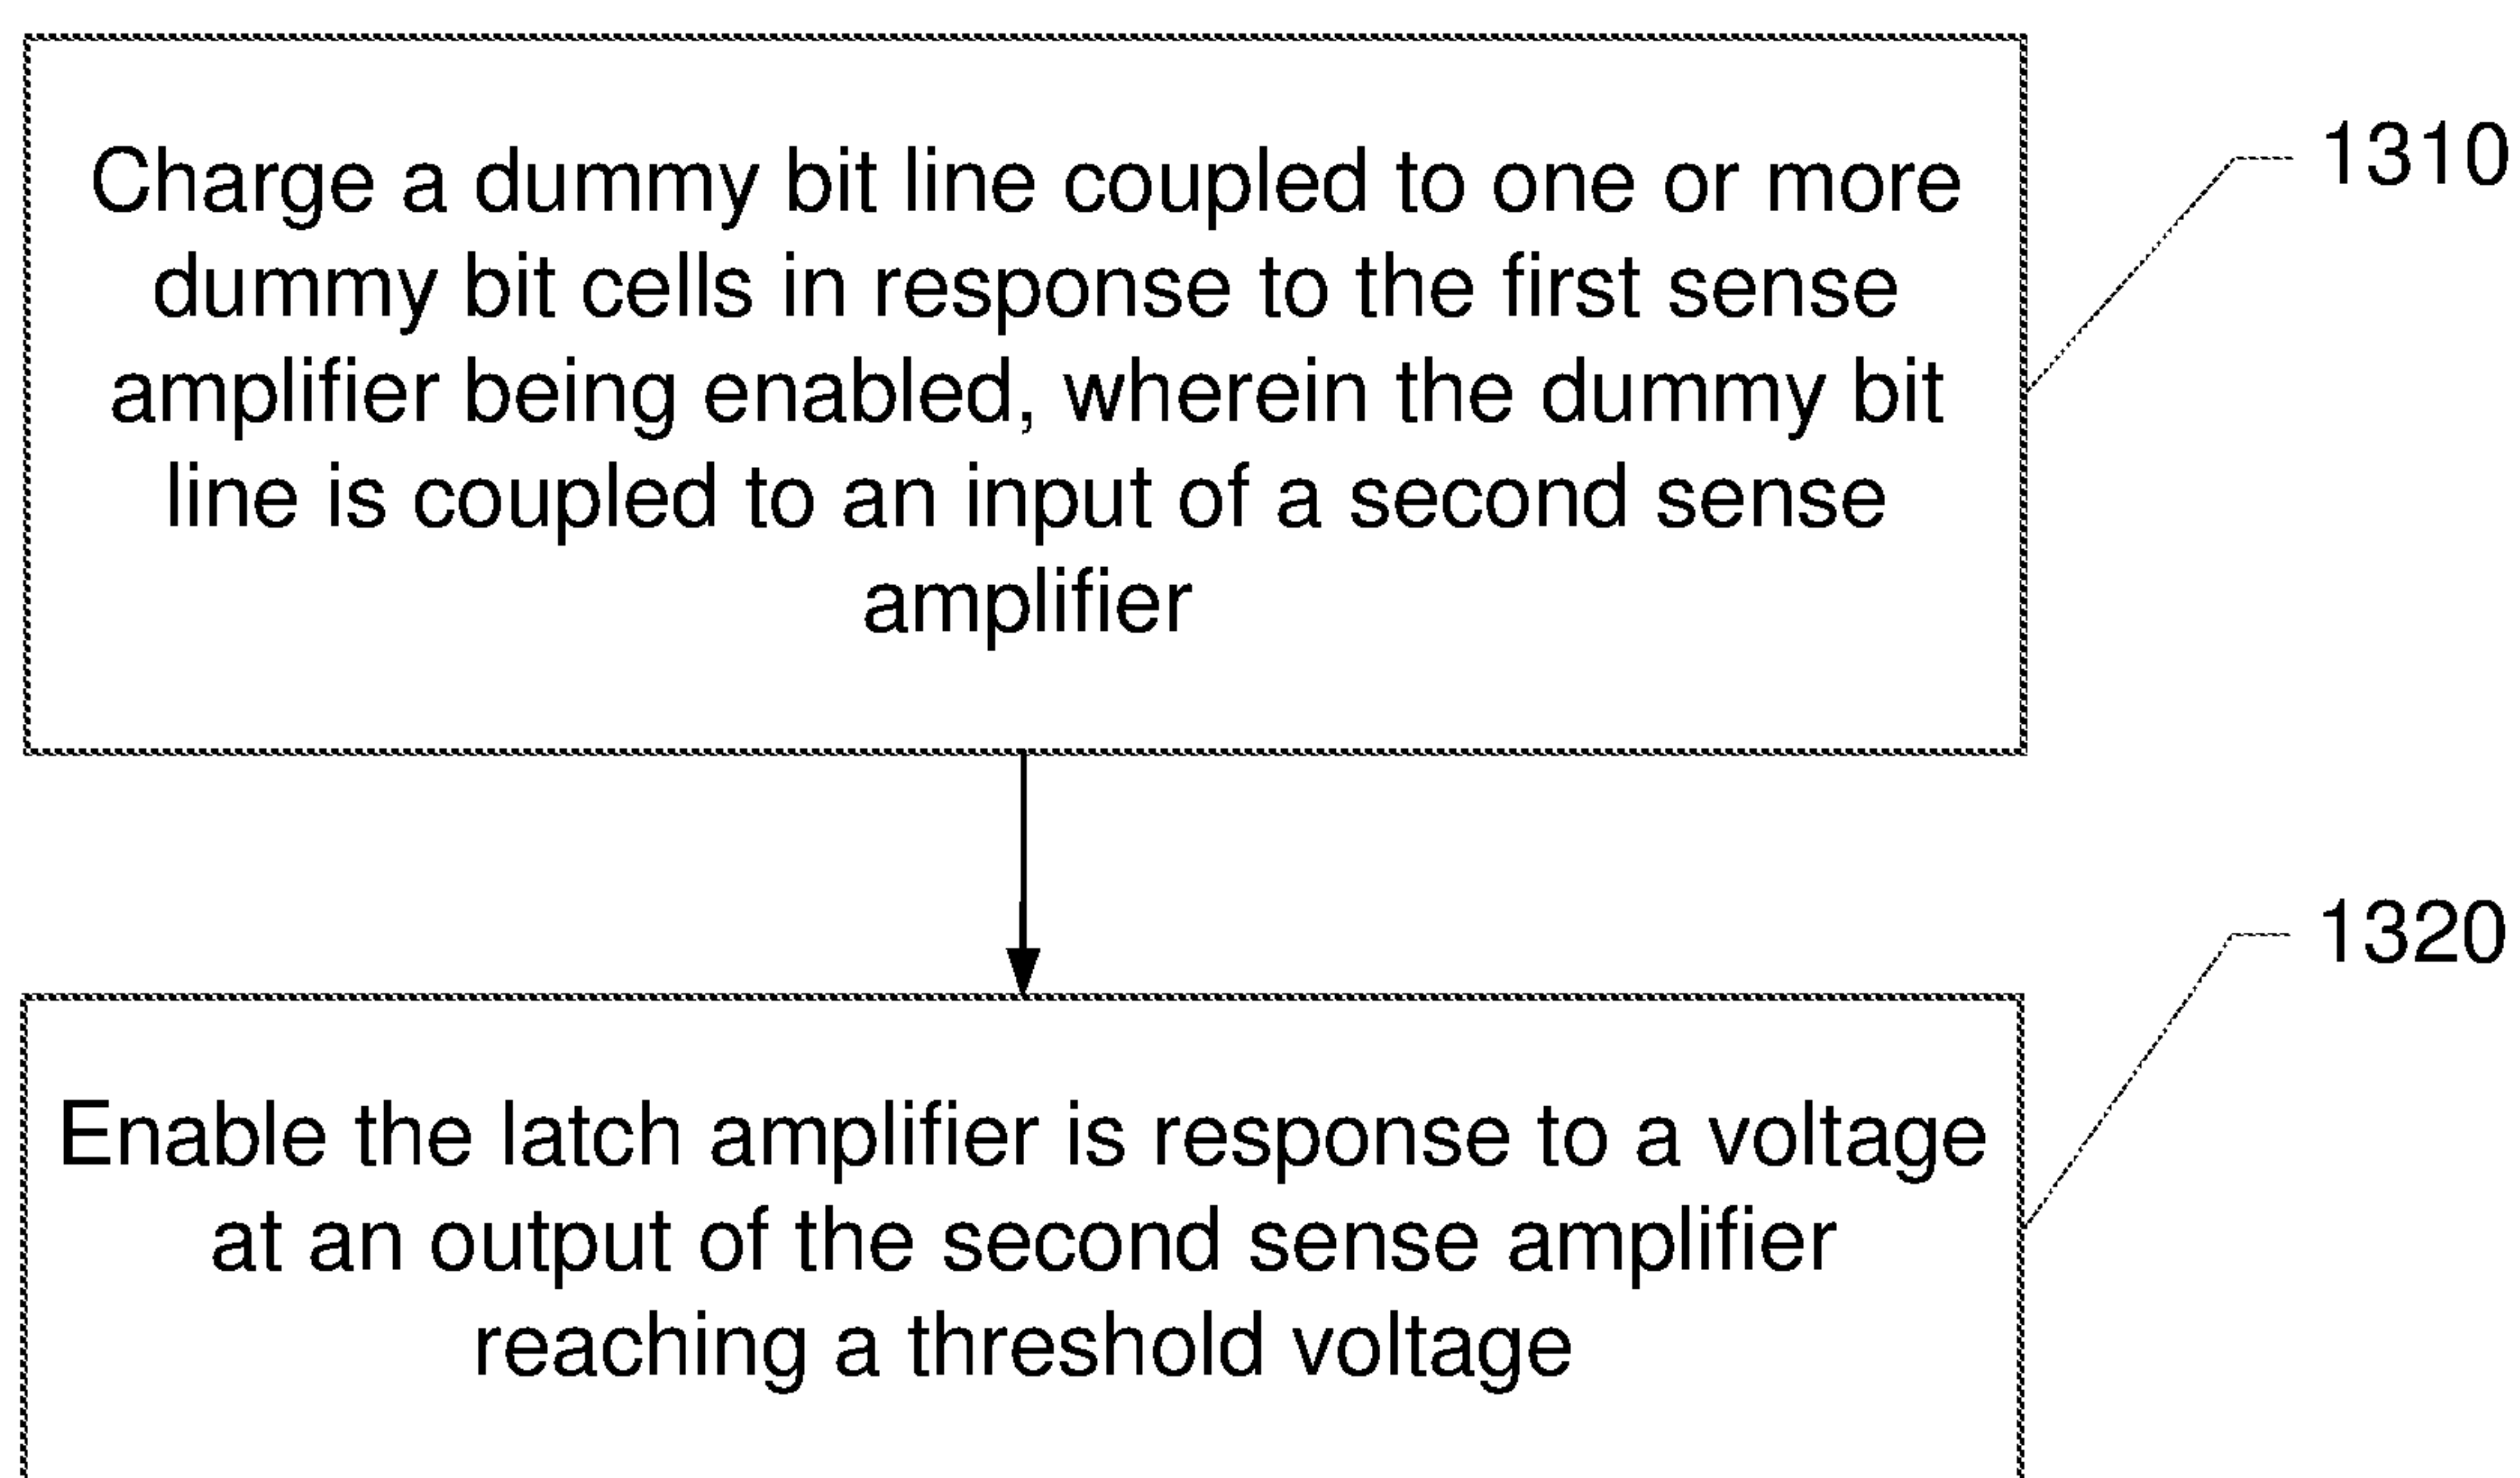 Charge a dummy bit line coupled to one or more
dummy bit cells in response to the first sense
amplifier being enabled, wherein the dummy bit
line is coupled to an input of a second sense
amplifier
1310
1320
Enable the latch amplifier is response to a voltage
at an output of the second sense amplifier
reaching a threshold voltage